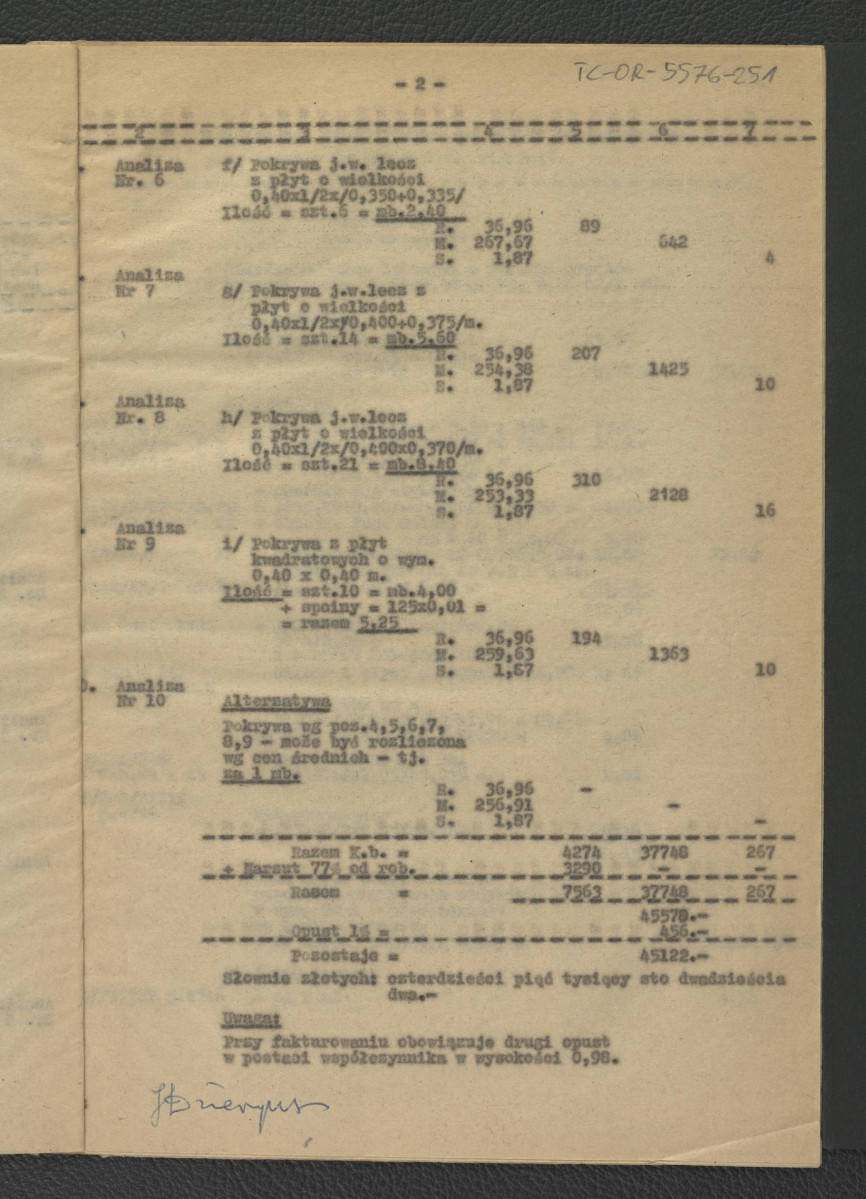 TC-OR-5576-251
- 2 -
2 3 4 5 6 7
Analiza f/ Pokrywa j.w. lecz
Nr. 6 z płyt o wielkości
0,40x1/2x/0,350+0,335/
Ilość = szt.6 = mb.2,40
R. 36,96 89
M. 267,67 642
S. 1,87 4
Analiza
Nr 7 g/ Pokrywa j.w.lecz z
płyt o wielkości
0,40x1/2x/0,400+0,375/m.
Ilość = szt.14 = mb.5,60
R. 36,96 207
M. 254,38 1425
S. 1,87 10
Analiza
Nr. 8 h/ Pokrywa j.w.lecz
z płyt o wielkości
0,40x1/2x/0,400x0,370/m.
Ilość = szt.21 = mb.8,40
R. 36,96 310
M. 253,33 2128
S. 1,87 16
Analiza
Nr 9 i/ Pokrywa z płyt
kwadratowych o wym.
0,40 x 0,40 m.
Ilość = szt.10 = mb.4,00
+ spoiny = 125x0,01 =
= razem 5,25
R. 36,96 194
M. 259,63 1363
S. 1,87 10
0. Analiza
Nr 10 Alternatywa
Pokrywa wg poz.4,5,6,7,
8,9 - może być rozliczona
wg cen średnich - tj.
za 1 mb.
R. 36,96 -
M. 256,91 -
S. 1,87 -
Razem K.b. = 4274 37748 267
+ Narzut 77% od rob. 3290 - -
Razem = 7563 37748 267
45578.-
Opust 1% = 456.-
Pozostaje = 45122.-
Słownie złotych: czterdzieści pięć tysięcy sto dwadzieścia
dwa.-
Uwaga:
Przy fakturowaniu obowiązuje drugi opust
w postaci współczynnika w wysokości 0,98.